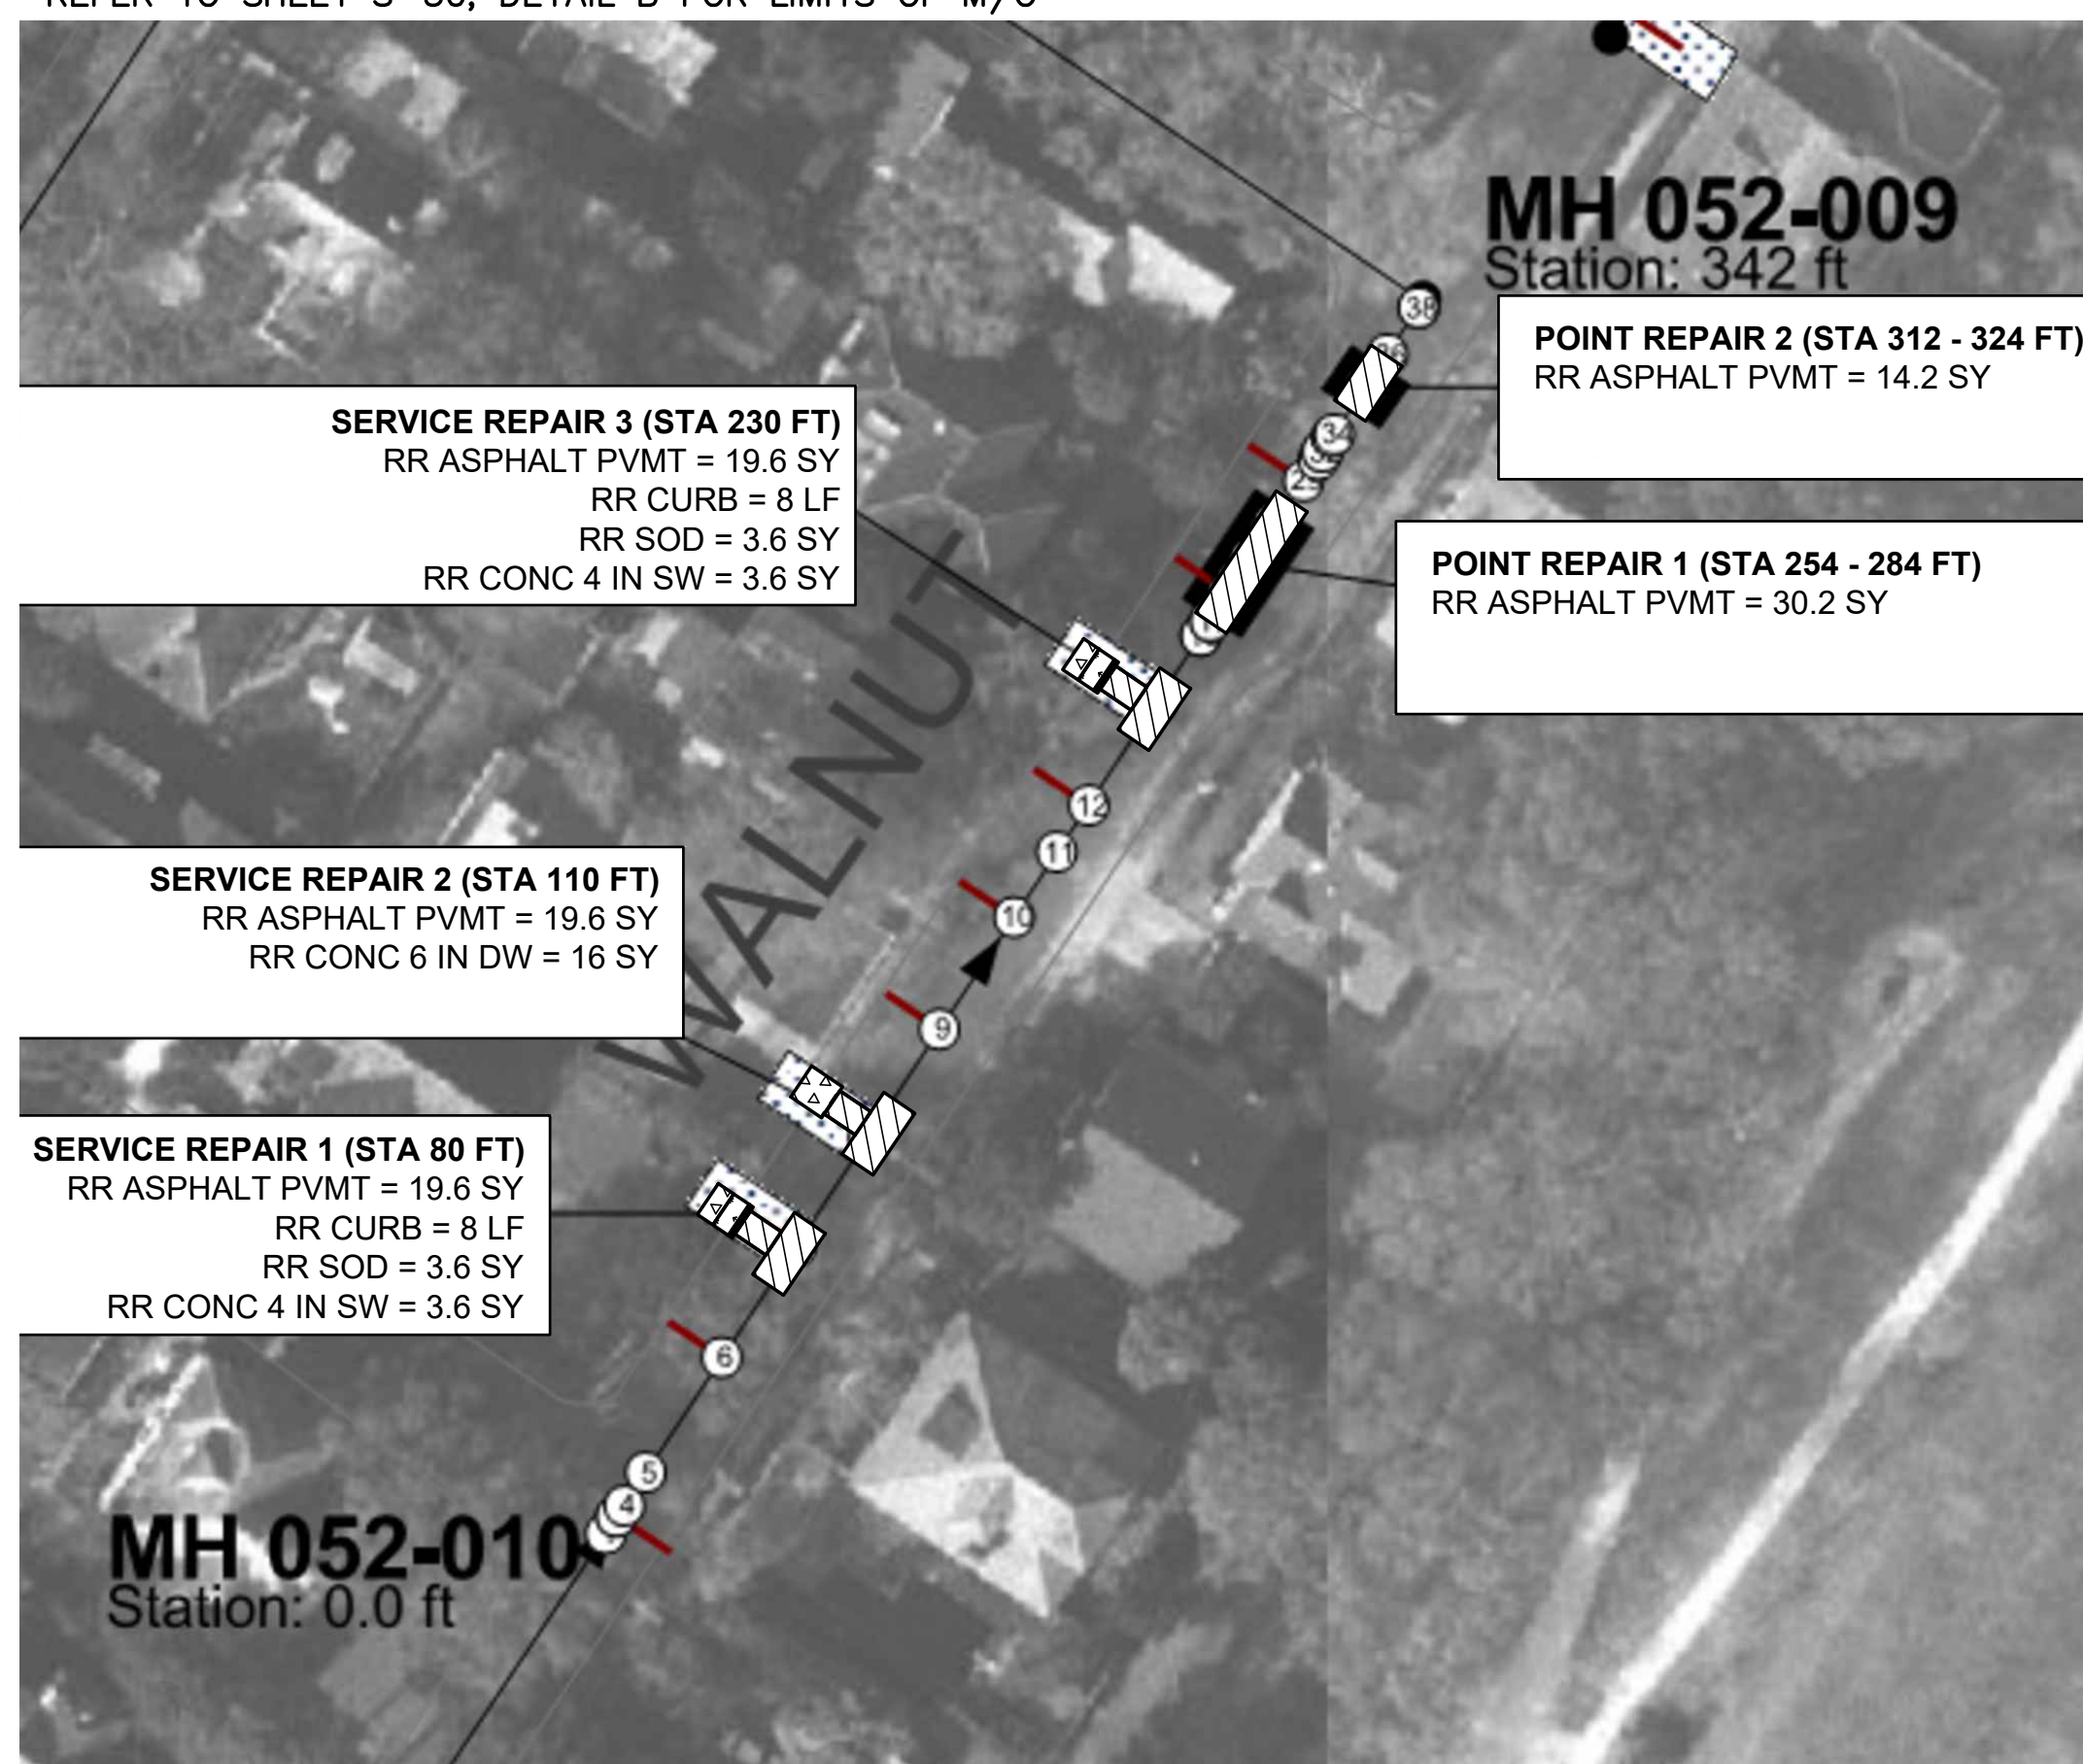 MH 052-009
Station: 342 ft
POINT REPAIR 2 (STA 312 - 324 FT)
RR ASPHALT PVMT = 14.2 SY
SERVICE REPAIR 3 (STA 230 FT)
RR ASPHALT PVMT = 19.6 SY
RR CURB = 8 LF
RR SOD = 3.6 SY
RR CONC 4 IN SW = 3.6 SY
POINT REPAIR 1 (STA 254 - 284 FT)
RR ASPHALT PVMT = 30.2 SY
WALNUT
SERVICE REPAIR 2 (STA 110 FT)
RR ASPHALT PVMT = 19.6 SY
RR CONC 6 IN DW = 16 SY
SERVICE REPAIR 1 (STA 80 FT)
RR ASPHALT PVMT = 19.6 SY
RR CURB = 8 LF
RR SOD = 3.6 SY
RR CONC 4 IN SW = 3.6 SY
MH 052-010
Station: 0.0 ft
38
34
12
11
10
9
6
5
4